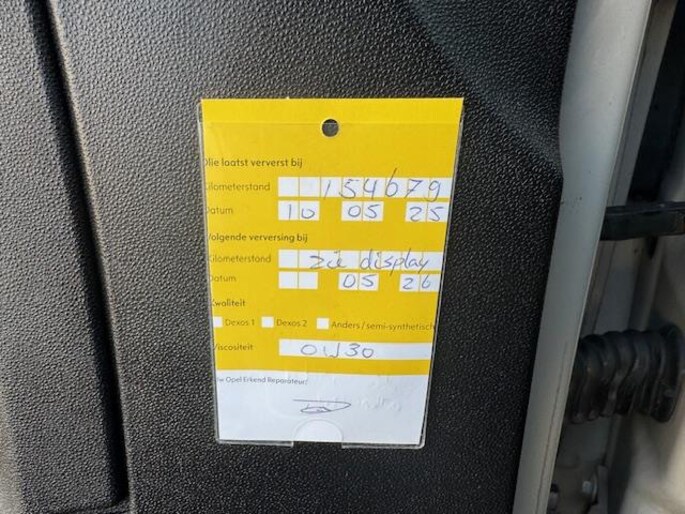 Olie laatst ververst bij
Kilometerstand 154679
Datum 10 05 25
Volgende verversing bij
Kilometerstand zie display
Datum 05 26
Kwaliteit
Dexos 1 Dexos 2 Anders / semi-synthetisch
Viscositeit 0W30
Uw Opel Erkend Reparateur: